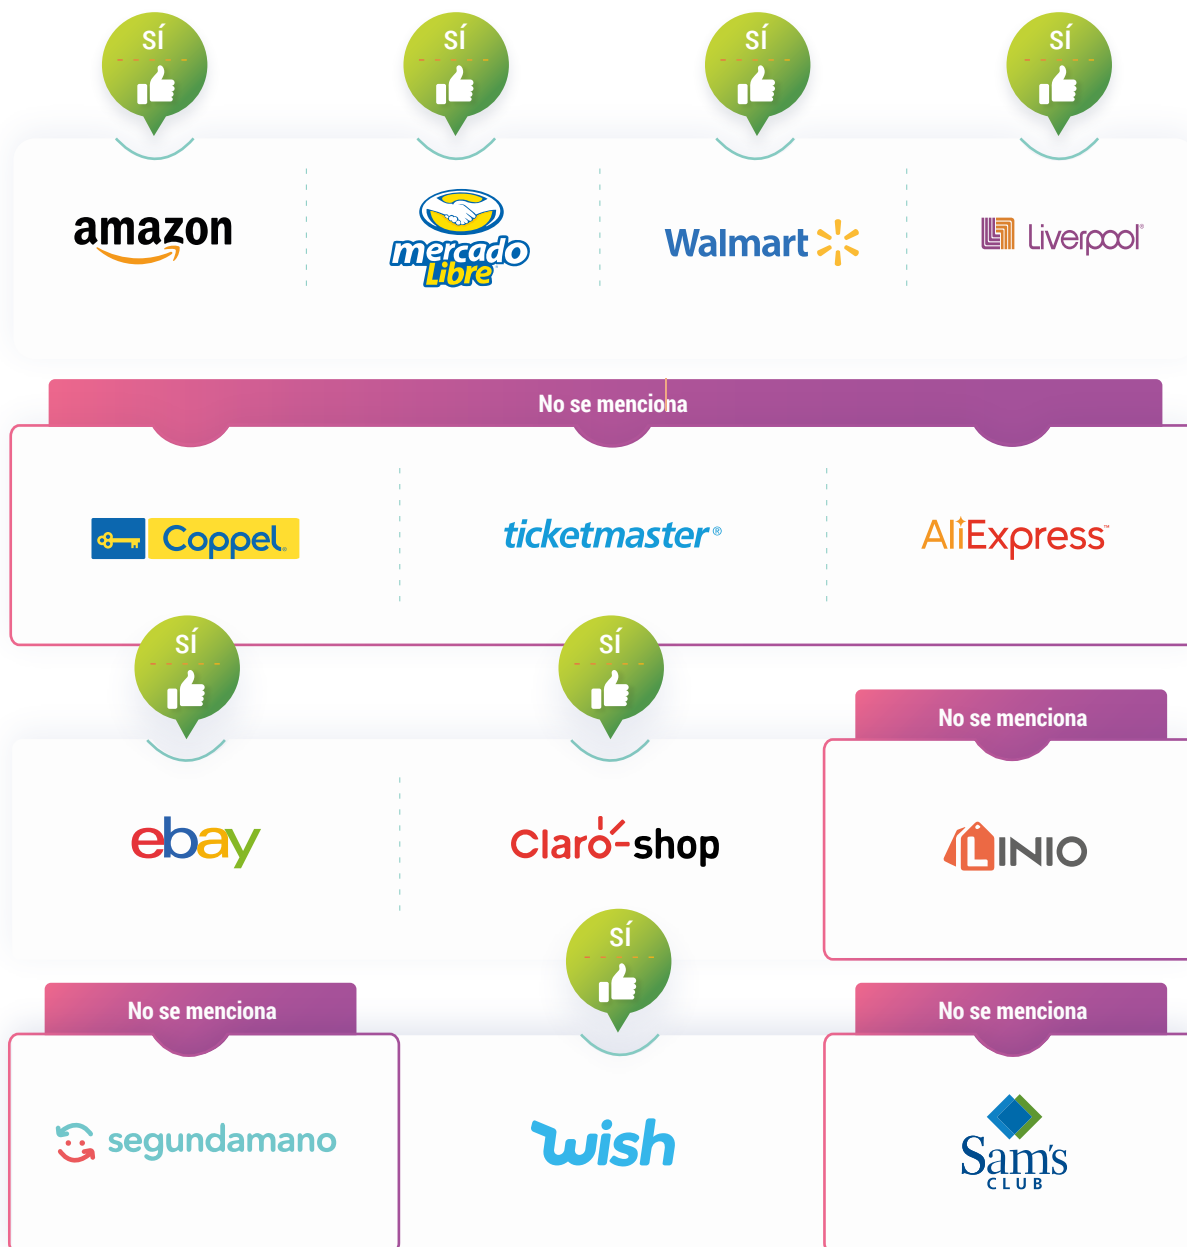 SÍ SÍ SÍ SÍ
amazon mercado Libre Walmart Liverpool®
No se menciona
Coppel. ticketmaster® AliExpress™
SÍ SÍ
No se menciona
ebay Claro-shop LINIO
SÍ
No se menciona No se menciona
segundamano wish Sam's CLUB